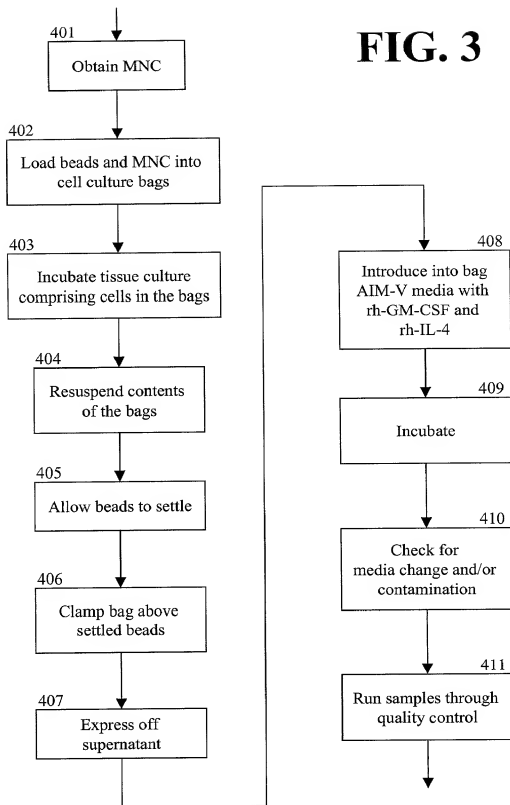 FIG. 3
401
Obtain MNC
402
Load beads and MNC into
cell culture bags
403
Incubate tissue culture
comprising cells in the bags
404
Resuspend contents
of the bags
405
Allow beads to settle
406
Clamp bag above
settled beads
407
Express off
supernatant
408
Introduce into bag
AIM-V media with
rh-GM-CSF and
rh-IL-4
409
Incubate
410
Check for
media change and/or
contamination
411
Run samples through
quality control